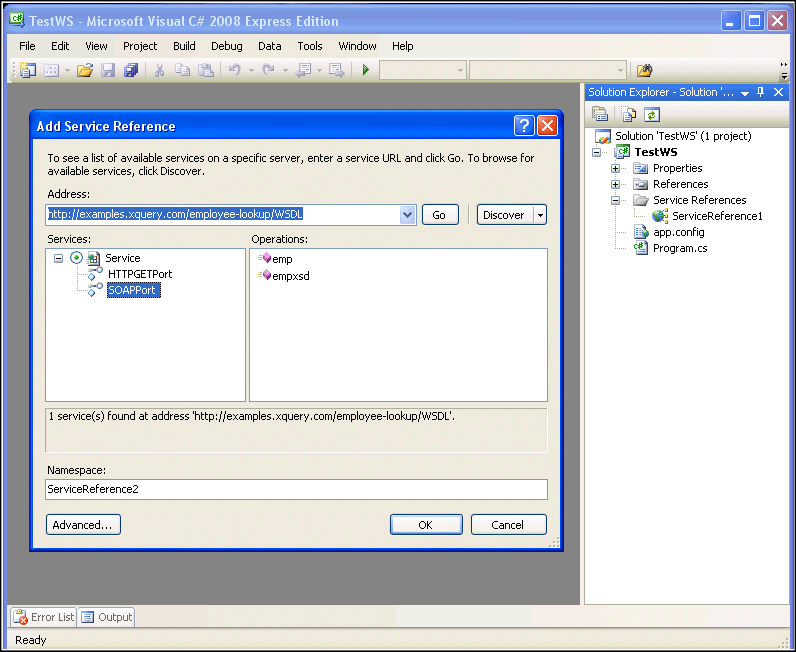 TestWS - Microsoft Visual C# 2008 Express Edition
File Edit View Project Build Debug Data Tools Window Help
Solution Explorer - Solution '...
Solution 'TestWS' (1 project)
TestWS
Properties
References
Service References
ServiceReference1
app.config
Program.cs
Add Service Reference
To see a list of available services on a specific server, enter a service URL and click Go. To browse for
available services, click Discover.
Address:
http://examples.xquery.com/employee-lookup/WSDL
Go
Discover
Services:
Operations:
Service
HTTPGETPort
SOAPPort
emp
empxsd
1 service(s) found at address 'http://examples.xquery.com/employee-lookup/WSDL'.
Namespace:
ServiceReference2
Advanced...
OK
Cancel
Error List
Output
Ready